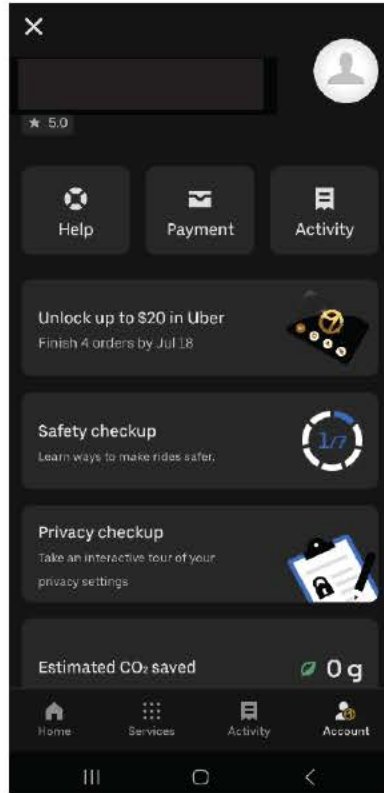 ★ 5.0
Help
Payment
Activity
Unlock up to $20 in Uber
Finish 4 orders by Jul 18
Safety checkup
Learn ways to make rides safer.
1/7
Privacy checkup
Take an interactive tour of your
privacy settings
Estimated CO₂ saved
0 g
Home
Services
Activity
Account